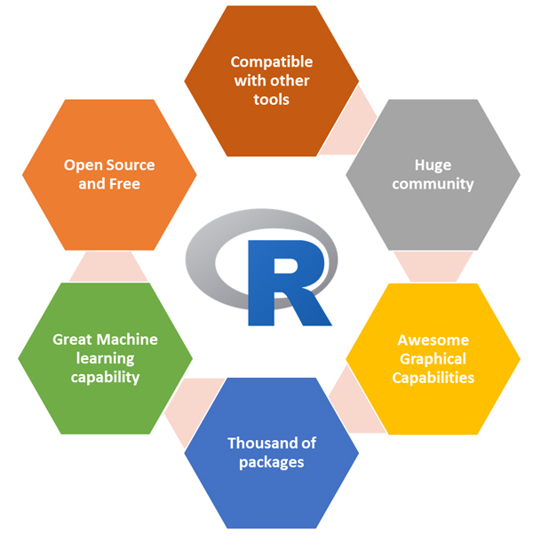 Compatible
with other
tools
Open Source
and Free
Huge
community
R
Great Machine
learning
capability
Awesome
Graphical
Capabilities
Thousand of
packages